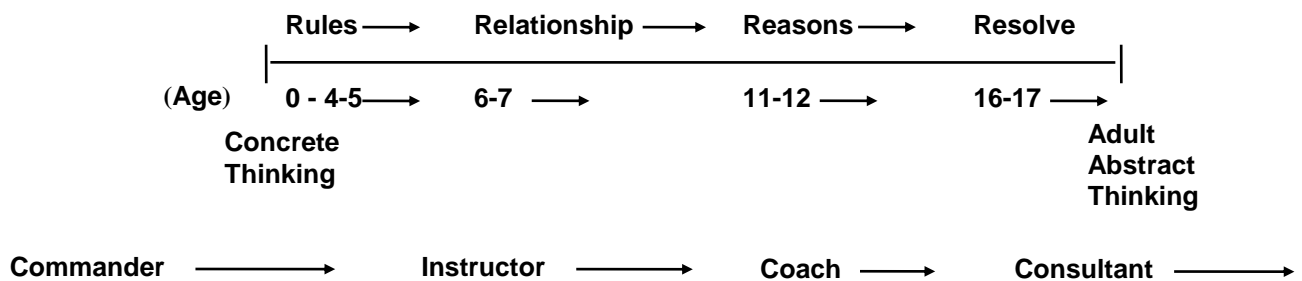 Rules Relationship Reasons Resolve
(Age) 0 - 4-5 6-7 11-12 16-17
Concrete
Thinking
Adult
Abstract
Thinking
Commander Instructor Coach Consultant